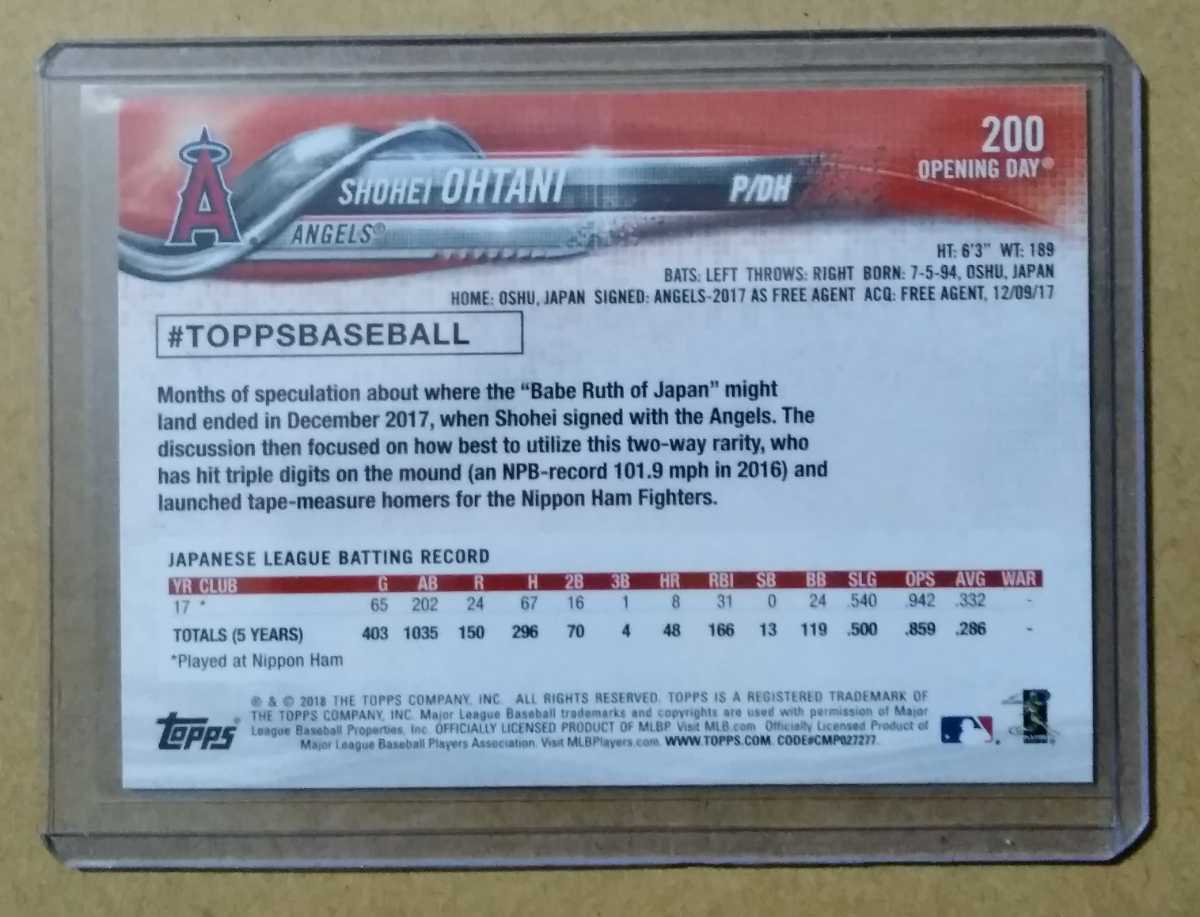 200
OPENING DAY®
A
SHOHEI OHTANI P/DH
ANGELS®
HT: 6'3" WT: 189
BATS: LEFT THROWS: RIGHT BORN: 7-5-94, OSHU, JAPAN
HOME: OSHU, JAPAN SIGNED: ANGELS-2017 AS FREE AGENT ACQ: FREE AGENT, 12/09/17
#TOPPSBASEBALL
Months of speculation about where the “Babe Ruth of Japan” might
land ended in December 2017, when Shohei signed with the Angels. The
discussion then focused on how best to utilize this two-way rarity, who
has hit triple digits on the mound (an NPB-record 101.9 mph in 2016) and
launched tape-measure homers for the Nippon Ham Fighters.
JAPANESE LEAGUE BATTING RECORD
YR CLUB G AB R H 2B 3B HR RBI SB BB SLG OPS AVG WAR
17 * 65 202 24 67 16 1 8 31 0 24 .540 .942 .332 -
TOTALS (5 YEARS) 403 1035 150 296 70 4 48 166 13 119 .500 .859 .286 -
*Played at Nippon Ham
® & © 2018 THE TOPPS COMPANY, INC. ALL RIGHTS RESERVED. TOPPS IS A REGISTERED TRADEMARK OF
THE TOPPS COMPANY, INC. Major League Baseball trademarks and copyrights are used with permission of Major
League Baseball Properties, Inc. OFFICIALLY LICENSED PRODUCT OF MLBP Visit MLB.com Officially Licensed Product of
Major League Baseball Players Association. Visit MLBPlayers.com. WWW.TOPPS.COM. CODE#CMP027277.
topps®